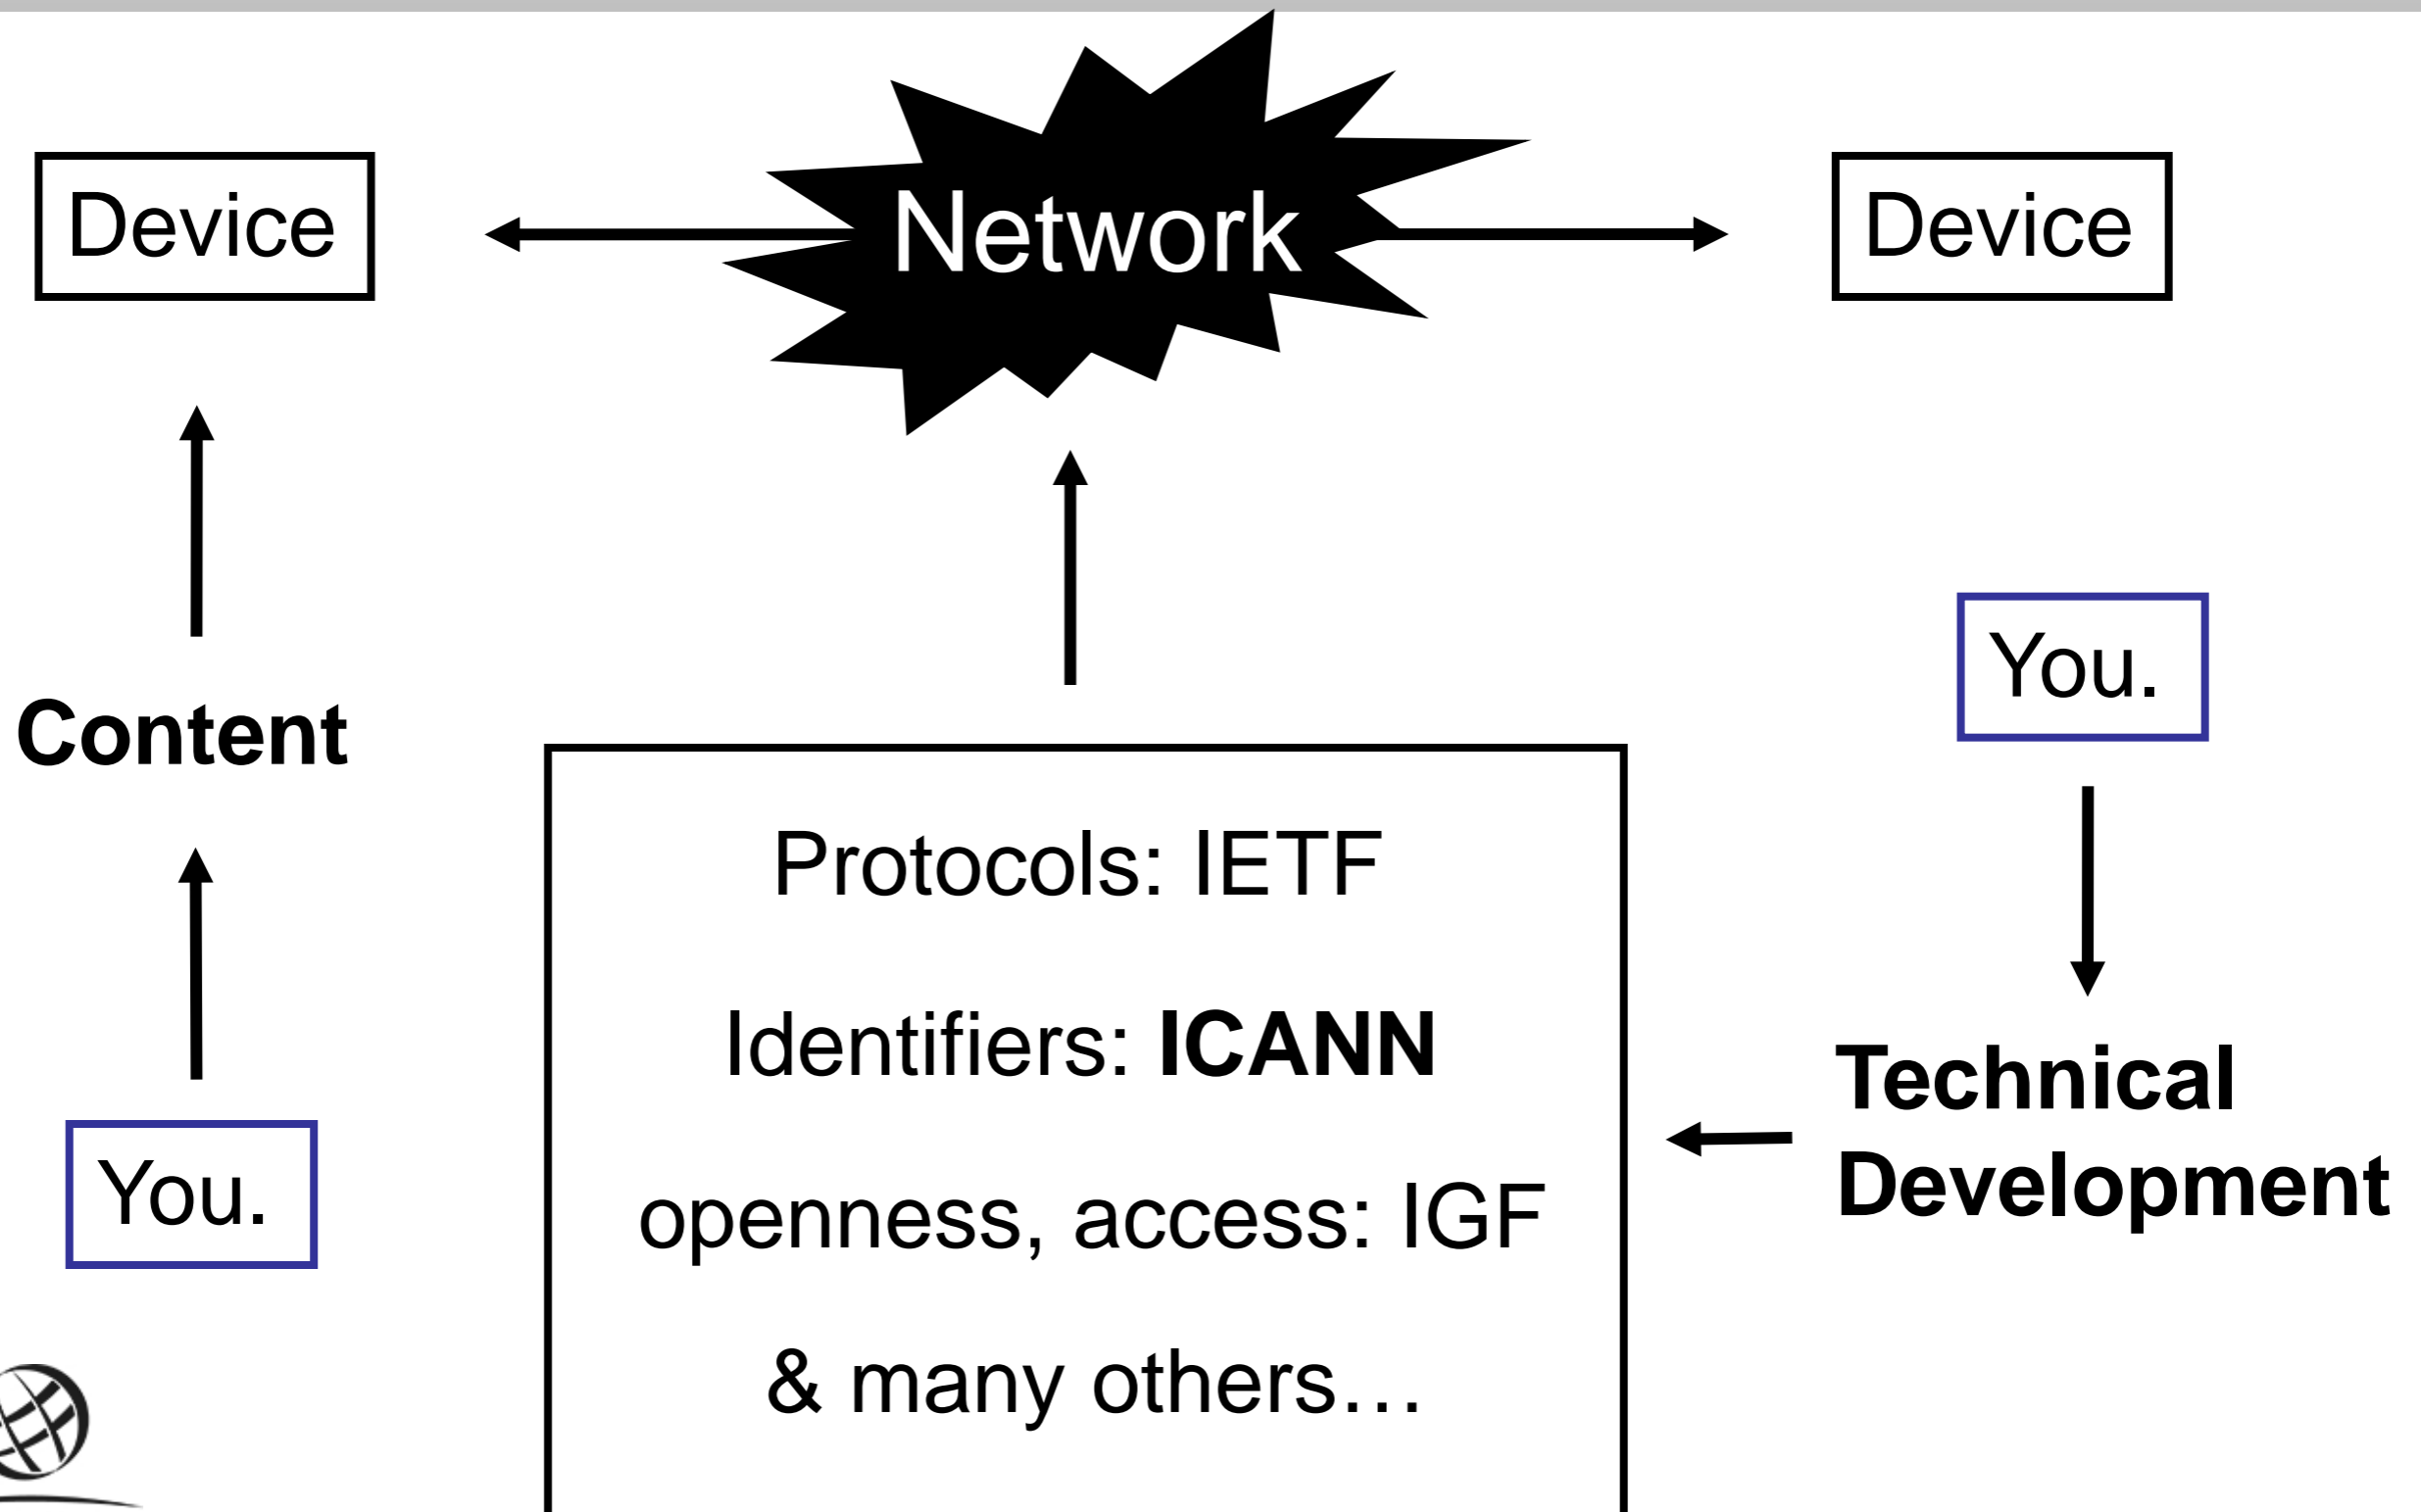 Device
Network
Device
You.
Content
Protocols: IETF
Identifiers: ICANN
Technical
Development
You.
openness, access: IGF
& many others…